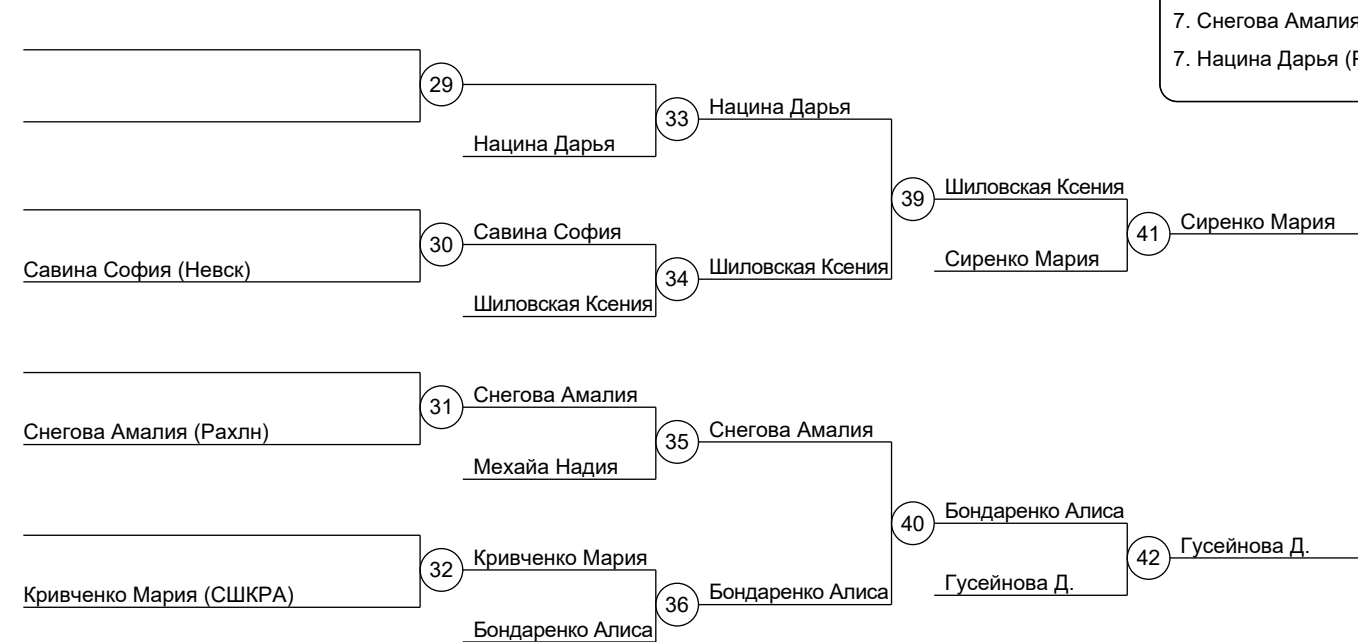 7. Снегова Амалия
7. Нацина Дарья (
29
Нацина Дарья
33
Нацина Дарья
Савина София (Невск)
30
Савина София
Шиловская Ксения
34
Шиловская Ксения
39
Шиловская Ксения
Сиренко Мария
41
Сиренко Мария
Снегова Амалия (Рахлн)
31
Снегова Амалия
Мехайа Надия
35
Снегова Амалия
Кривченко Мария (СШКРА)
32
Кривченко Мария
Бондаренко Алиса
36
Бондаренко Алиса
40
Бондаренко Алиса
Гусейнова Д.
42
Гусейнова Д.